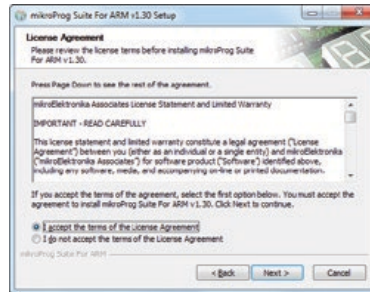 mikroProg Suite For ARM v1.30 Setup
License Agreement
Please review the license terms before installing mikroProg Suite
For ARM v1.30.
Press Page Down to see the rest of the agreement.
mikroElektronika Associates License Statement and Limited Warranty
IMPORTANT - READ CAREFULLY
This license statement and limited warranty constitute a legal agreement ("License
Agreement") between you (either as an individual or a single entity) and mikroElektronika
("mikroElektronika Associates") for software product ("Software") identified above,
including any software, media, and accompanying on-line or printed documentation.
If you accept the terms of the agreement, select the first option below. You must accept the
agreement to install mikroProg Suite For ARM v1.30. Click Next to continue.
I accept the terms of the License Agreement
I do not accept the terms of the License Agreement
mikroProg Suite For ARM
< Back Next > Cancel